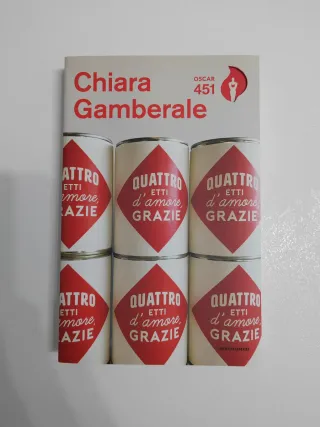 Chiara
Gamberale
OSCAR
451
QUATTRO
ETTI
d'amore,
GRAZIE
QUATTRO
ETTI
d'amore,
GRAZIE
QUATTRO
ETTI
d'amore,
GRAZIE
QUATTRO
ETTI
d'amore,
GRAZIE
QUATTRO
ETTI
d'amore,
GRAZIE
QUATTRO
ETTI
d'amore,
GRAZIE